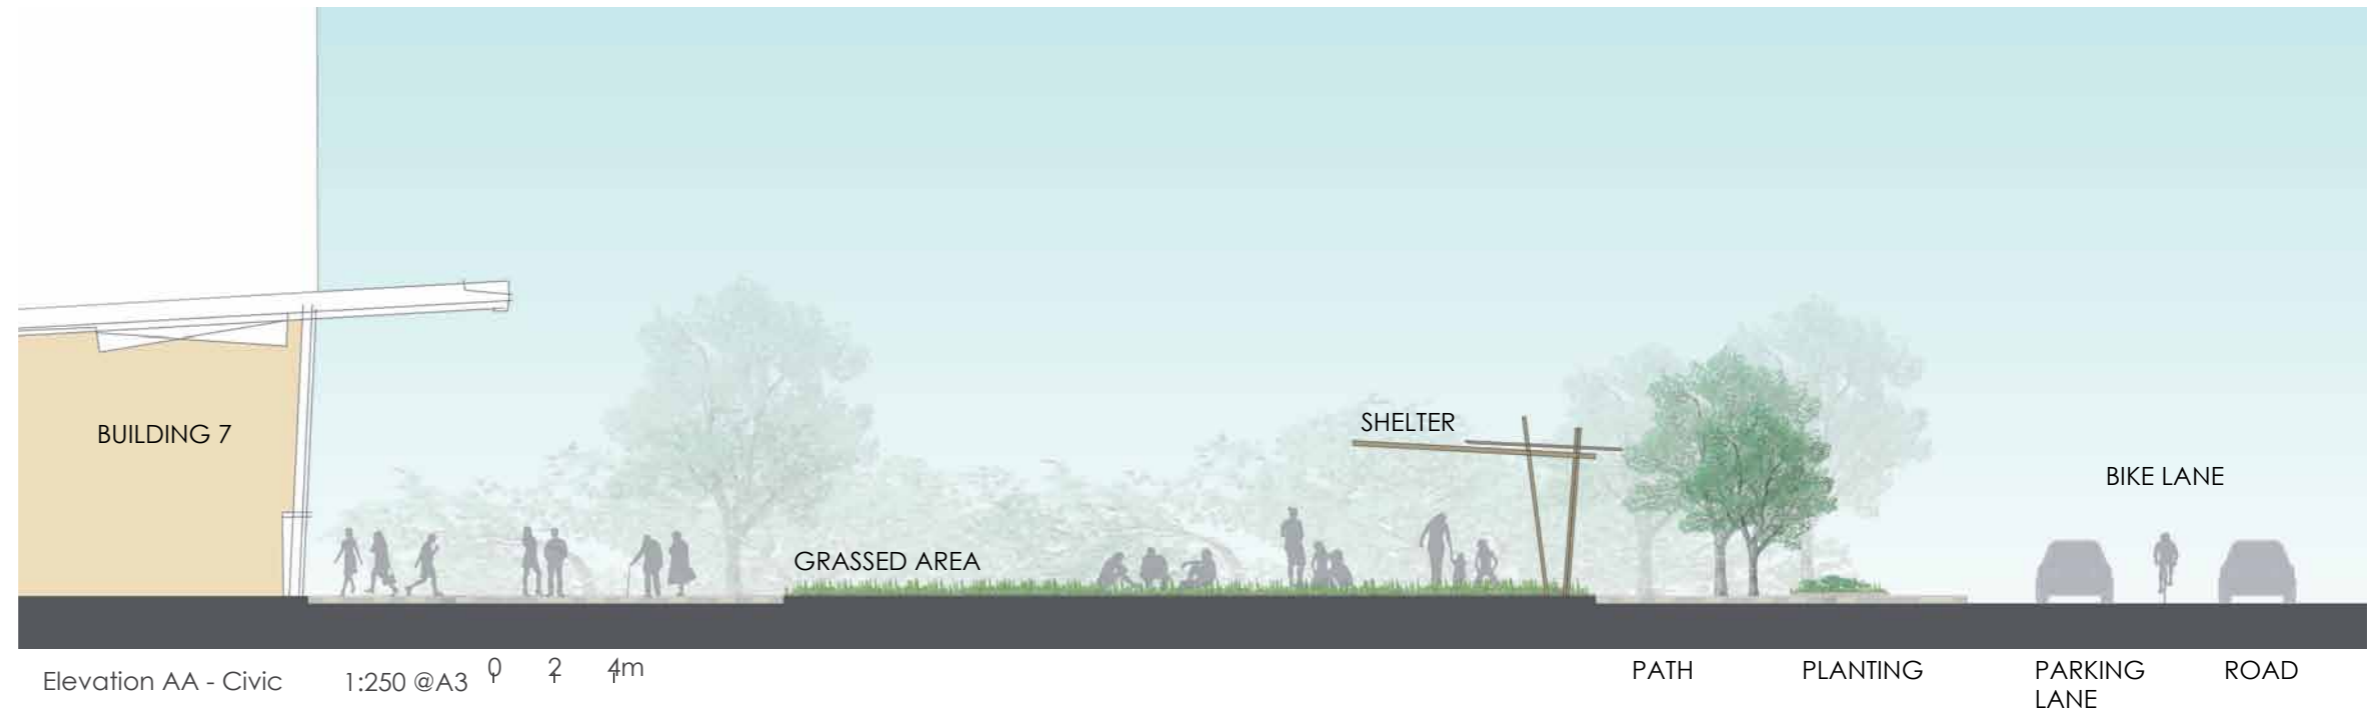 SHELTER
BUILDING 7
BIKE LANE
GRASSED AREA
Elevation AA - Civic
1:250 @A3
0 2 4m
PATH
PLANTING
PARKING
LANE
ROAD